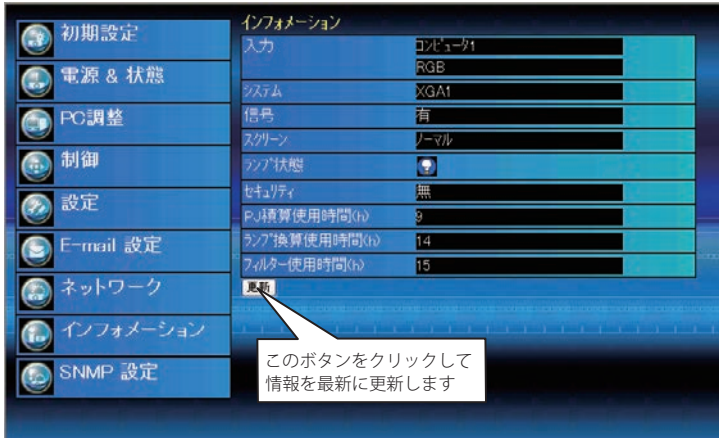 初期設定
電源 & 状態
PC調整
制御
設定
E-mail 設定
ネットワーク
インフォメーション
SNMP 設定
インフォメーション
入力 コンピュータ1
RGB
システム XGA1
信号 有
スクリーン ノーマル
ランプ状態
セキュリティ 無
PJ積算使用時間(h) 9
ランプ換算使用時間(h) 14
フィルター使用時間(h) 15
更新
このボタンをクリックして
情報を最新に更新します